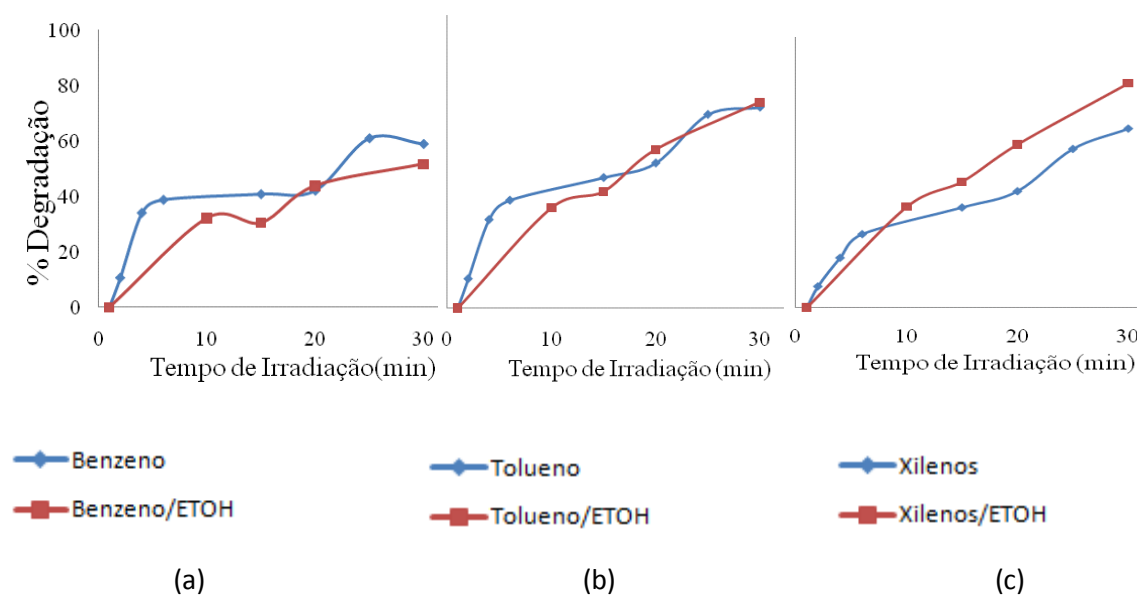 % Degradação
100
80
60
40
20
0
0 10 20 30
Tempo de Irradiação(min)
0 10 20 30
Tempo de Irradiação (min)
0 10 20 30
Tempo de Irradiação (min)
Benzeno
Benzeno/ETOH
Tolueno
Tolueno/ETOH
Xilenos
Xilenos/ETOH
(a)
(b)
(c)